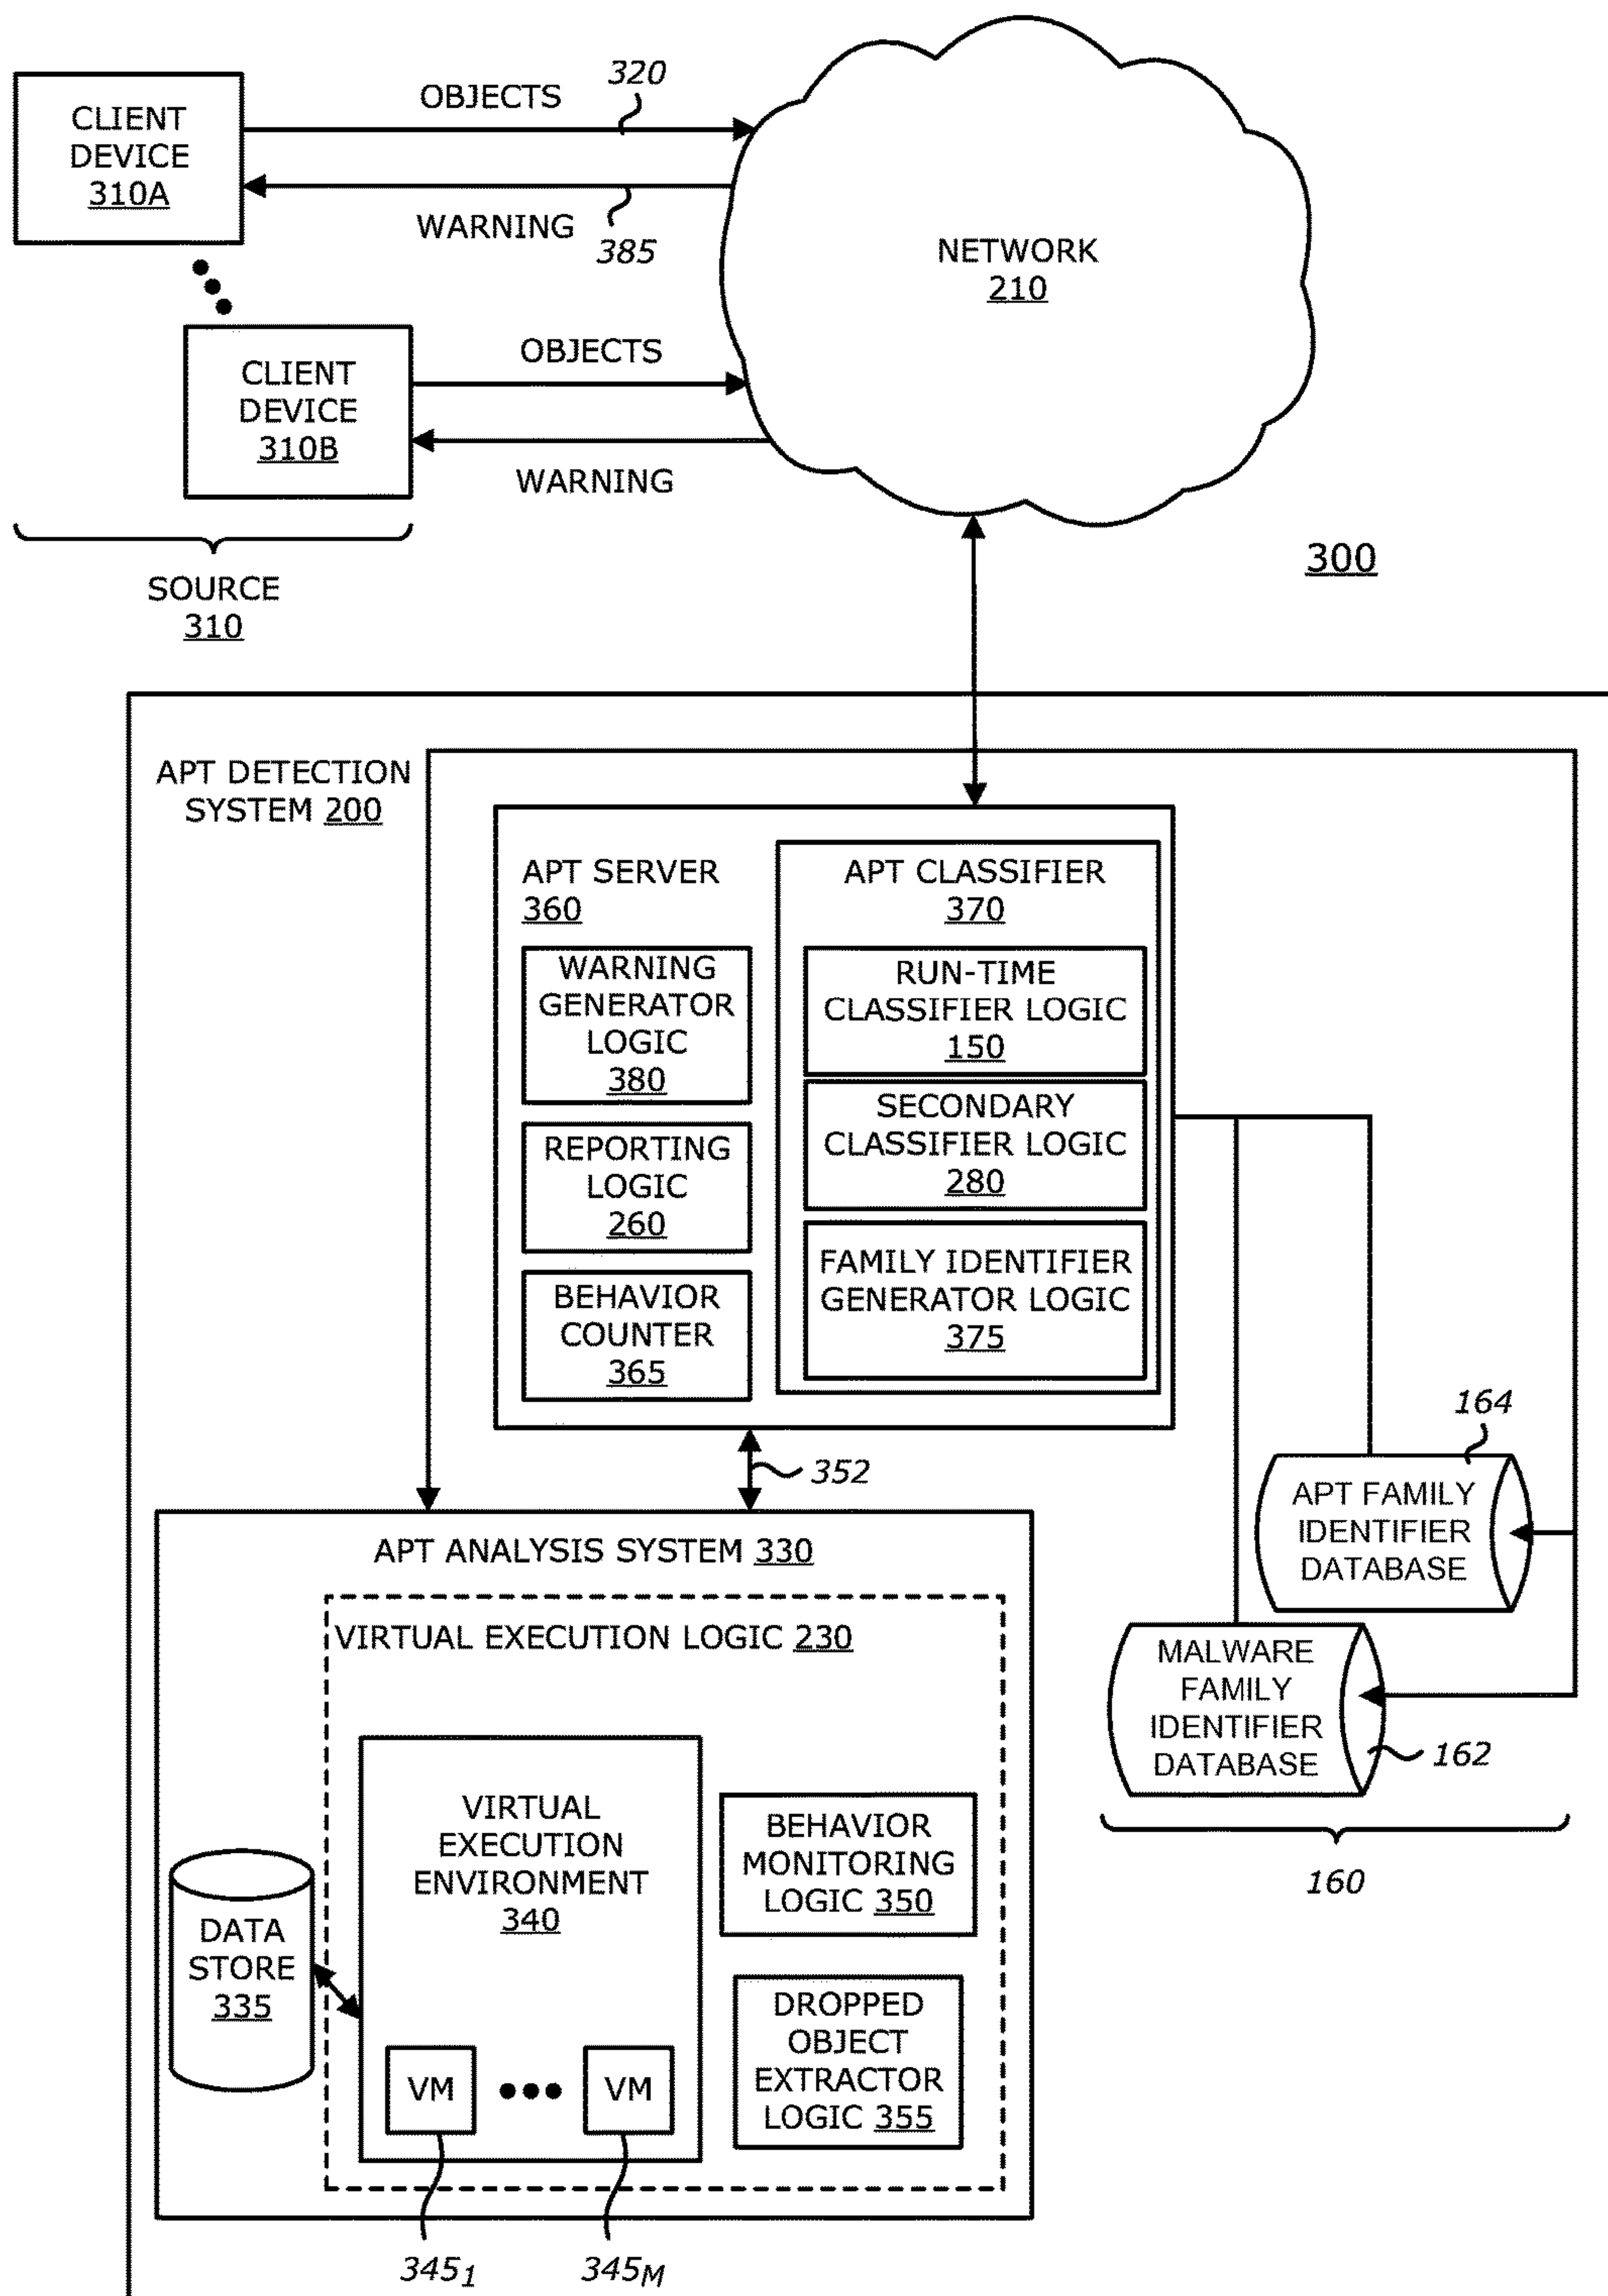 320
OBJECTS
CLIENT
DEVICE
310A
WARNING
385
NETWORK
210
OBJECTS
CLIENT
DEVICE
310B
WARNING
300
SOURCE
310
APT DETECTION
SYSTEM 200
APT SERVER
360
WARNING
GENERATOR
LOGIC
380
REPORTING
LOGIC
260
BEHAVIOR
COUNTER
365
APT CLASSIFIER
370
RUN-TIME
CLASSIFIER LOGIC
150
SECONDARY
CLASSIFIER LOGIC
280
FAMILY IDENTIFIER
GENERATOR LOGIC
375
164
352
APT FAMILY
IDENTIFIER
DATABASE
MALWARE
FAMILY
IDENTIFIER
DATABASE
162
160
APT ANALYSIS SYSTEM 330
VIRTUAL EXECUTION LOGIC 230
VIRTUAL
EXECUTION
ENVIRONMENT
340
BEHAVIOR
MONITORING
LOGIC 350
DATA
STORE
335
DROPPED
OBJECT
EXTRACTOR
LOGIC 355
VM
VM
345₁
345M